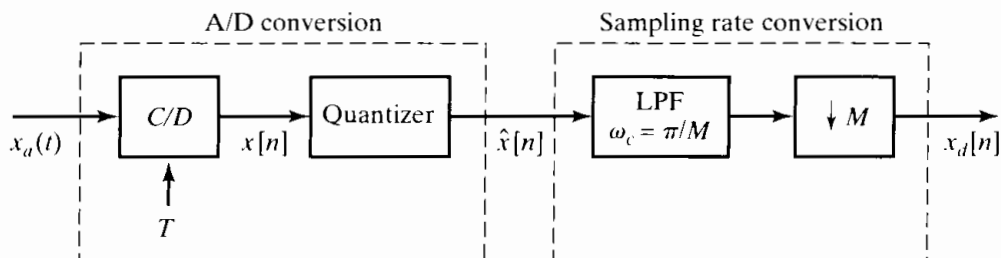 A/D conversion
Sampling rate conversion
C/D
Quantizer
LPF
ω_c = π/M
↓ M
x_a(t)
x[n]
x̂[n]
x_d[n]
T